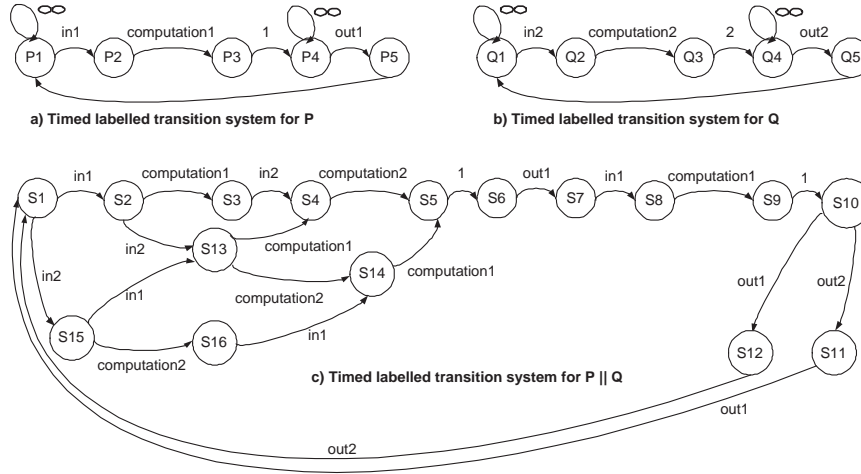 ∞ ∞
in1 computation1 1 out1
P1 P2 P3 P4 P5
a) Timed labelled transition system for P
∞ ∞
in2 computation2 2 out2
Q1 Q2 Q3 Q4 Q5
b) Timed labelled transition system for Q
in1 computation1 in2 computation2 1 out1 in1 computation1 1
S1 S2 S3 S4 S5 S6 S7 S8 S9 S10
in2 computation1
S13
in2 in1 computation2 S14 computation1
out1 out2
S15 S16 in1
computation2
S12 S11
c) Timed labelled transition system for P || Q
out1
out2